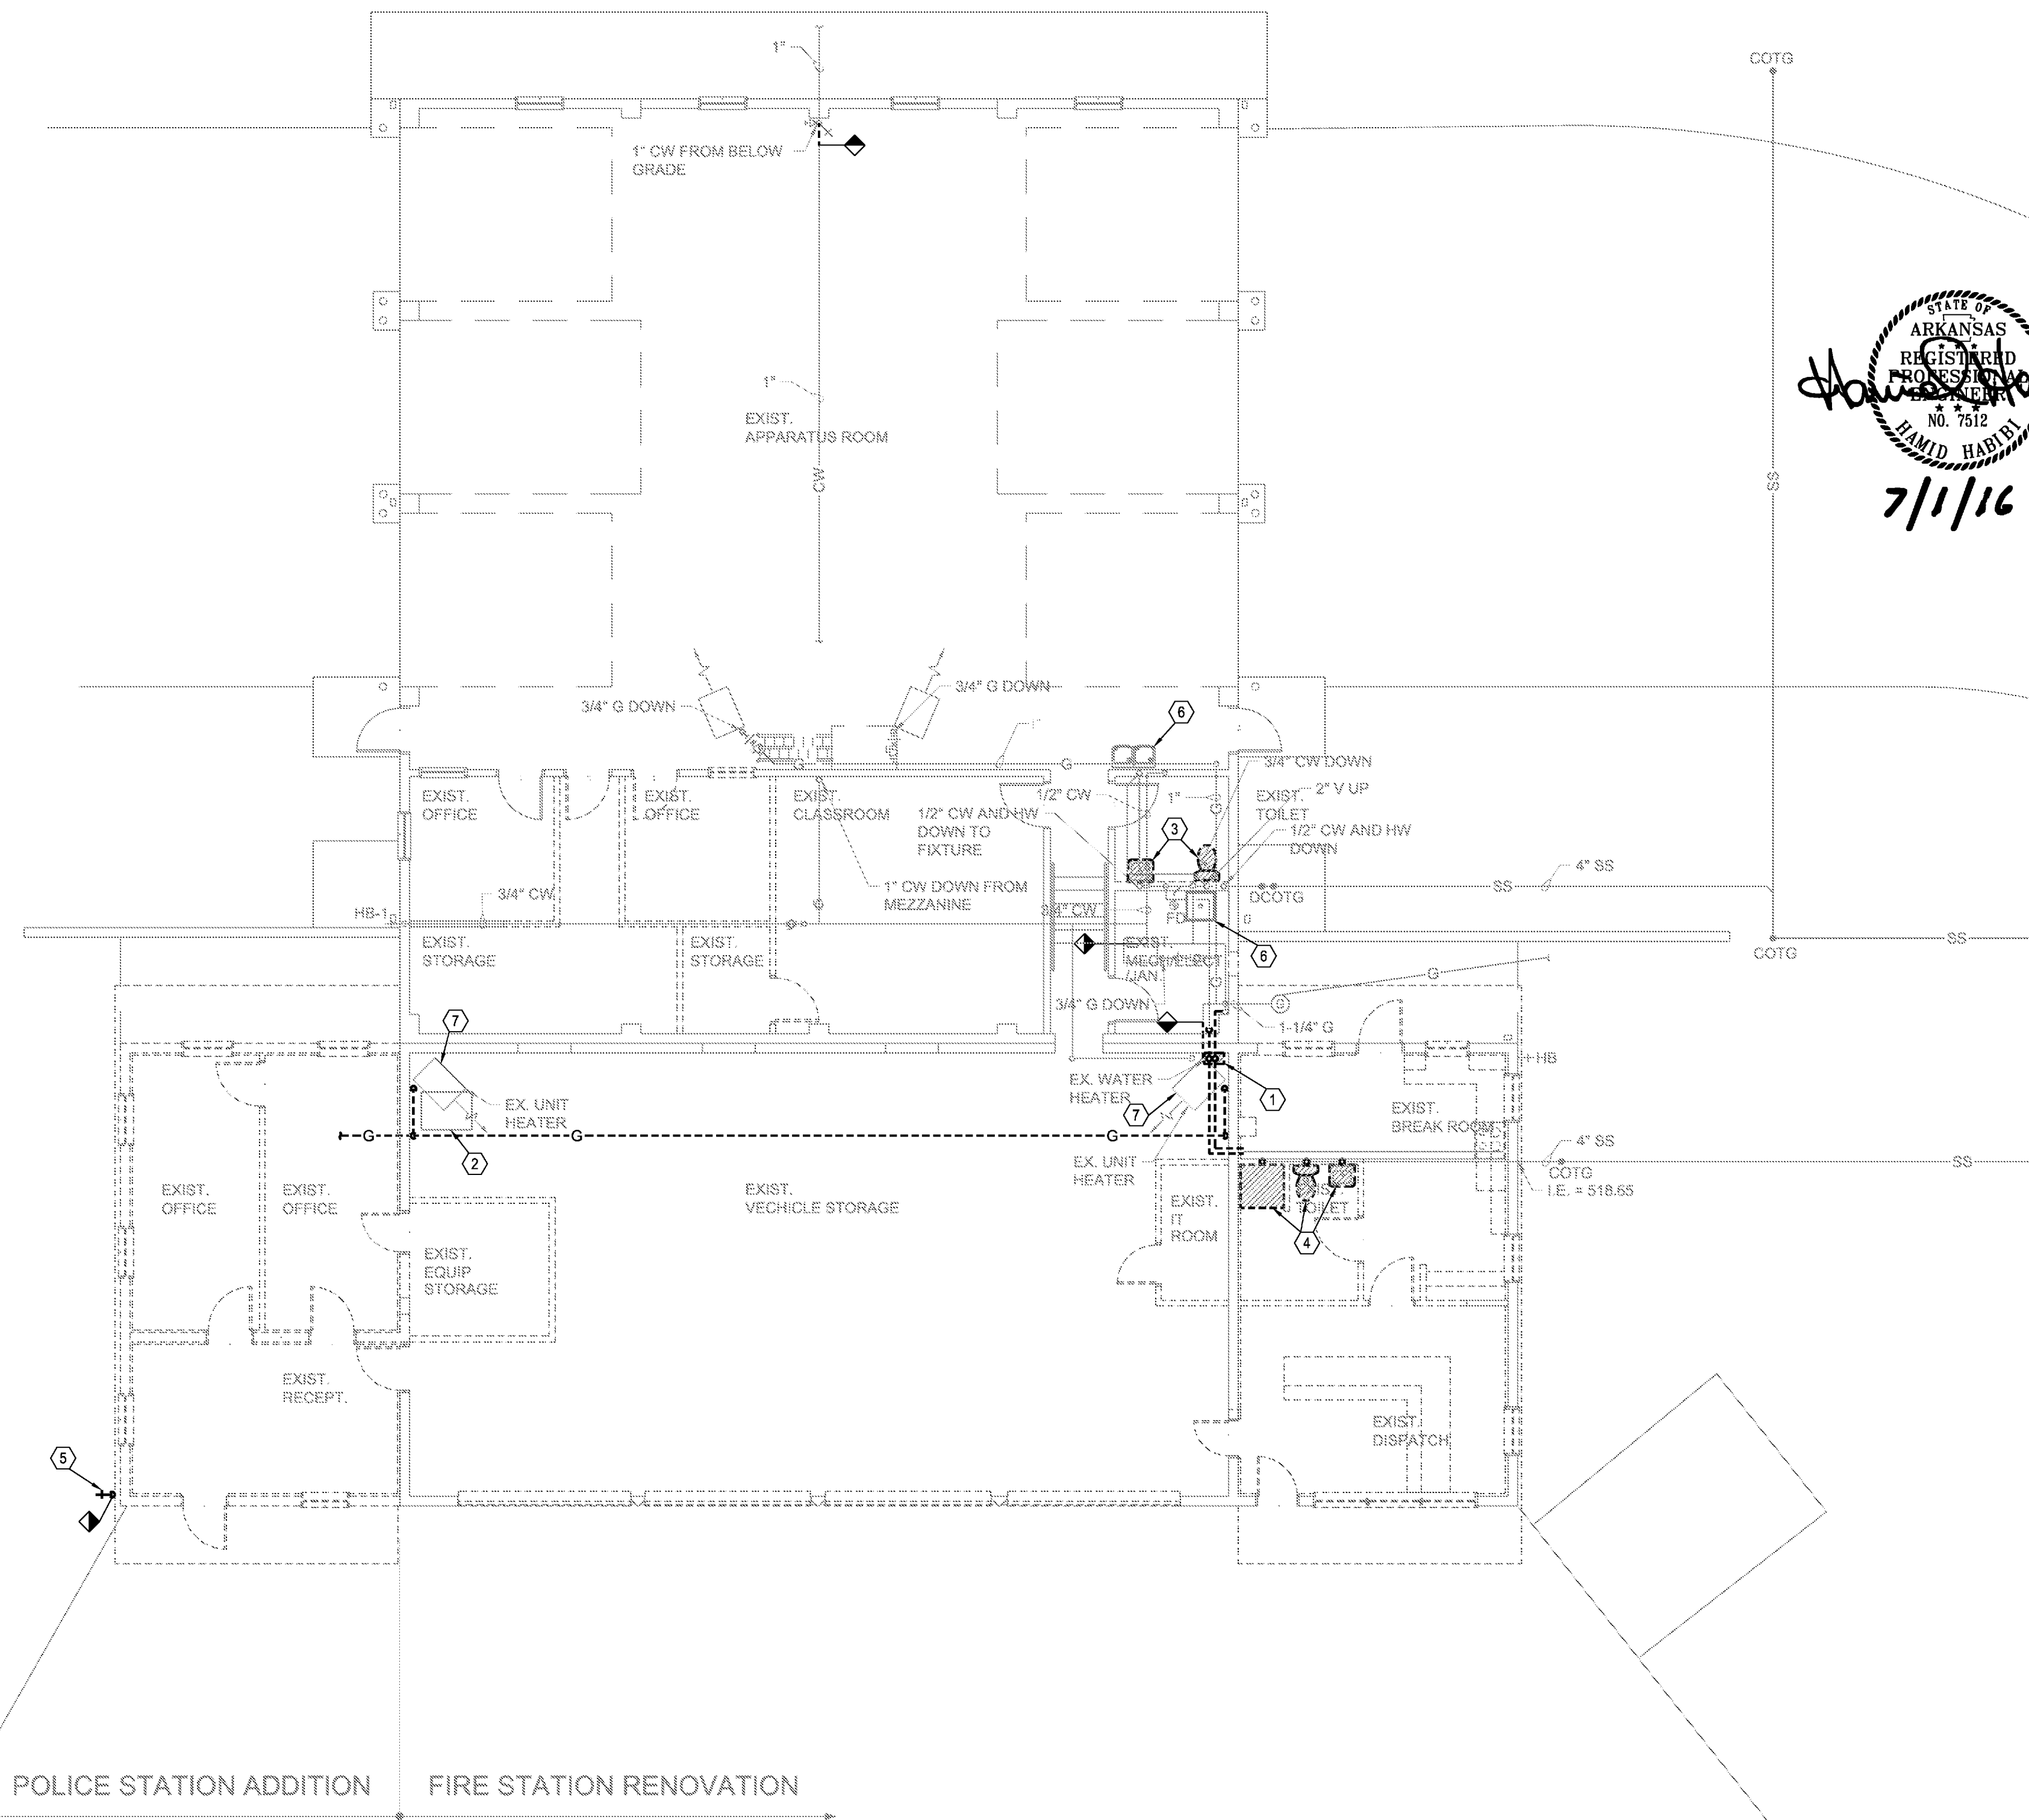 1"
COTG
1" CW FROM BELOW
GRADE
STATE OF
ARKANSAS
REGISTERED
PROFESSIONAL
ENGINEER
NO. 7512
HAMID HABIBI
7/1/16
1"
EXIST.
APPARATUS ROOM
CW
SS
3/4" G DOWN
3/4" G DOWN
6
1"
G
G
3/4" CW DOWN
EXIST.
OFFICE
EXIST.
OFFICE
EXIST.
CLASSROOM
1/2" CW
1"
G
EXIST.
TOILET
2" V UP
1/2" CW AND HW
DOWN TO
FIXTURE
3
1/2" CW AND HW
DOWN
4" SS
SS
3/4" CW
1" CW DOWN FROM
MEZZANINE
DCOTG
HB-1
3/4" CW
FD
EXIST.
STORAGE
EXIST.
STORAGE
EXIST.
MECH/ELECT
/JAN.
6
SS
COTG
G
G
3/4" G DOWN
G
1-1/4" G
7
HB
EX. WATER
HEATER
EX. UNIT
HEATER
7
1
EXIST.
BREAK ROOM
G
G
G
2
4" SS
COTG
SS
I.E. = 518.65
EX. UNIT
HEATER
EXIST.
OFFICE
EXIST.
OFFICE
EXIST.
VECHICLE STORAGE
EXIST.
IT
ROOM
EXIST.
TOILET
4
EXIST.
EQUIP
STORAGE
EXIST.
RECEPT.
EXIST.
DISPATCH
5
POLICE STATION ADDITION
FIRE STATION RENOVATION